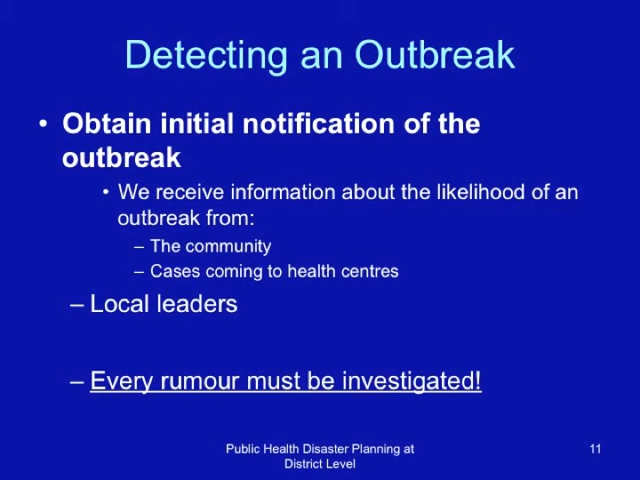 Detecting an Outbreak
• Obtain initial notification of the
outbreak
• We receive information about the likelihood of an
outbreak from:
– The community
– Cases coming to health centres
– Local leaders
– Every rumour must be investigated!
Public Health Disaster Planning at
District Level
11